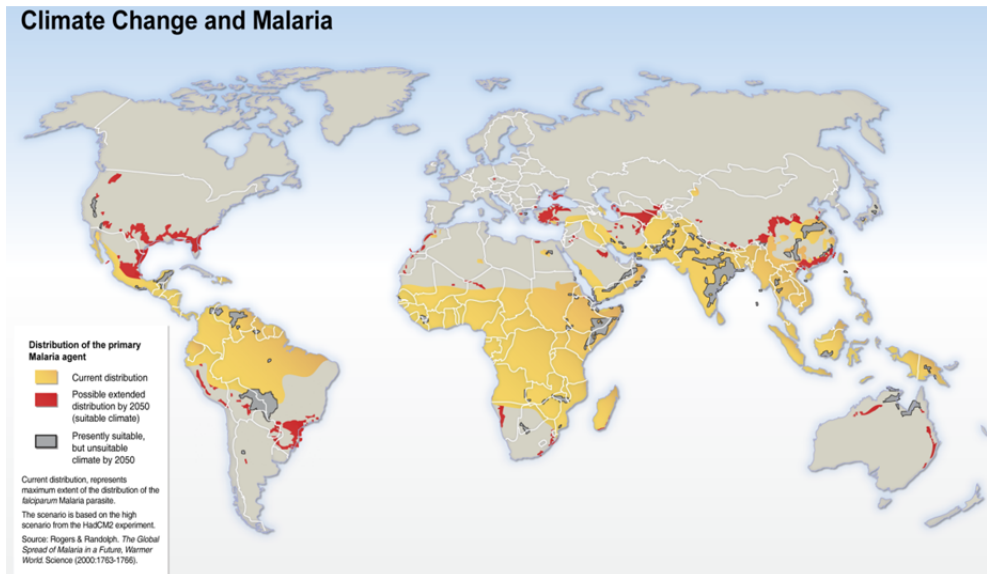 Climate Change and Malaria
Distribution of the primary
Malaria agent
Current distribution
Possible extended
distribution by 2050
(suitable climate)
Presently suitable,
but unsuitable
climate by 2050
Current distribution, represents
maximum extent of the distribution of the
falciparum Malaria parasite.
The scenario is based on the high
scenario from the HadCM2 experiment.
Source: Rogers & Randolph. The Global
Spread of Malaria in a Future, Warmer
World. Science (2000:1763-1766).